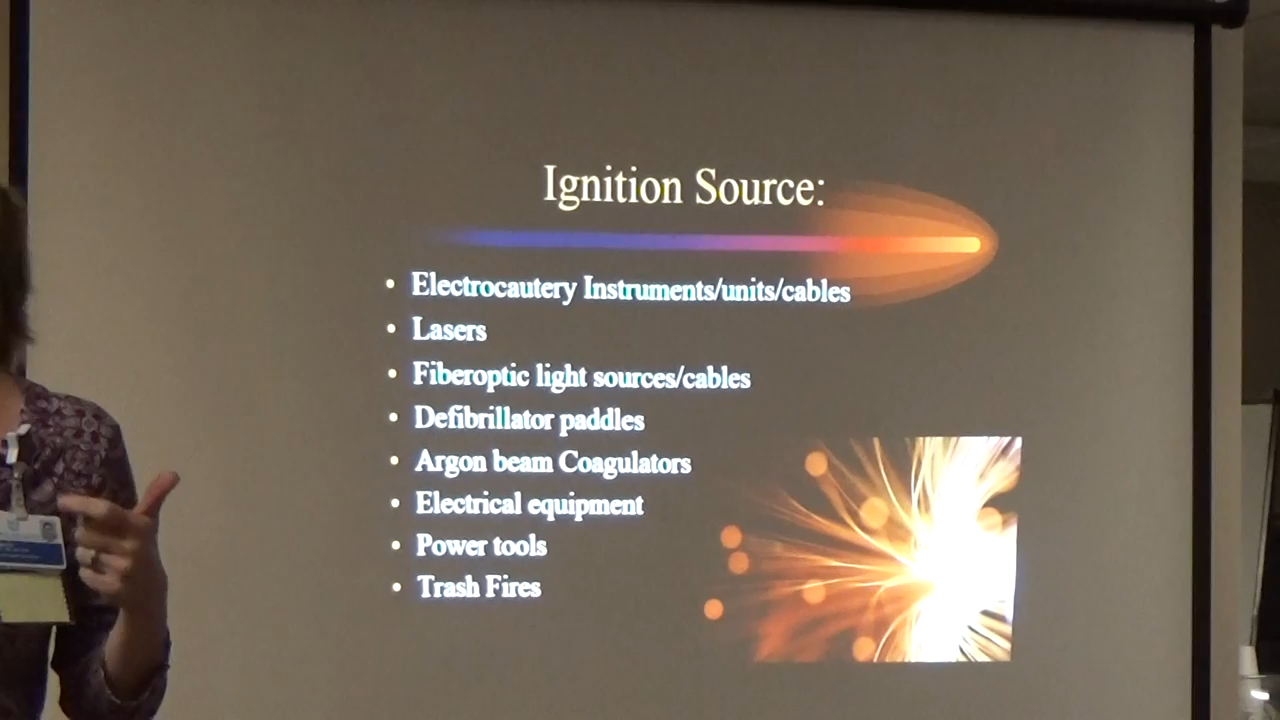 Ignition Source:
• Electrocautery Instruments/units/cables
• Lasers
• Fiberoptic light sources/cables
• Defibrillator paddles
• Argon beam Coagulators
• Electrical equipment
• Power tools
• Trash Fires